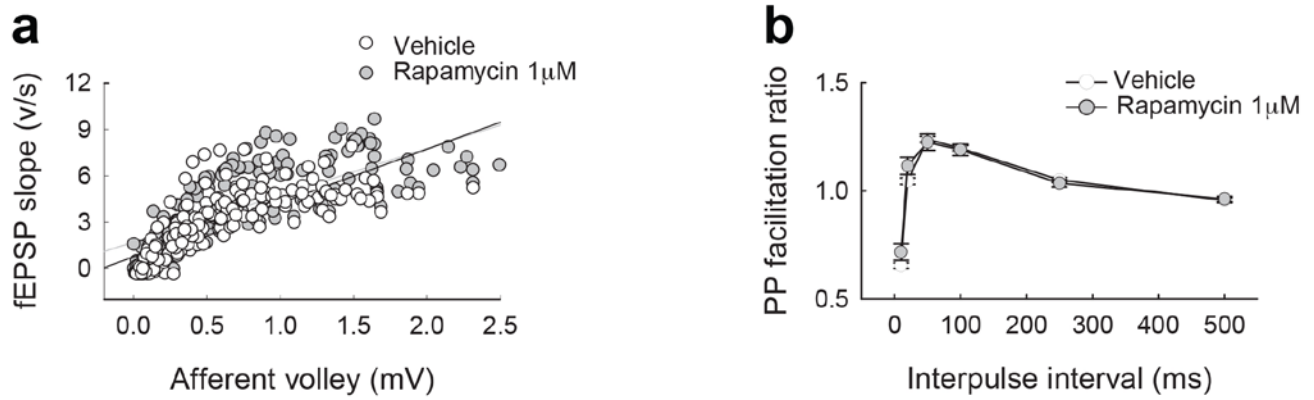 a
Vehicle
Rapamycin 1μM
fEPSP slope (v/s)
12
9
6
3
0
0.0 0.5 1.0 1.5 2.0 2.5
Afferent volley (mV)
b
Vehicle
Rapamycin 1μM
PP facilitation ratio
1.5
1.0
0.5
0 100 200 300 400 500
Interpulse interval (ms)